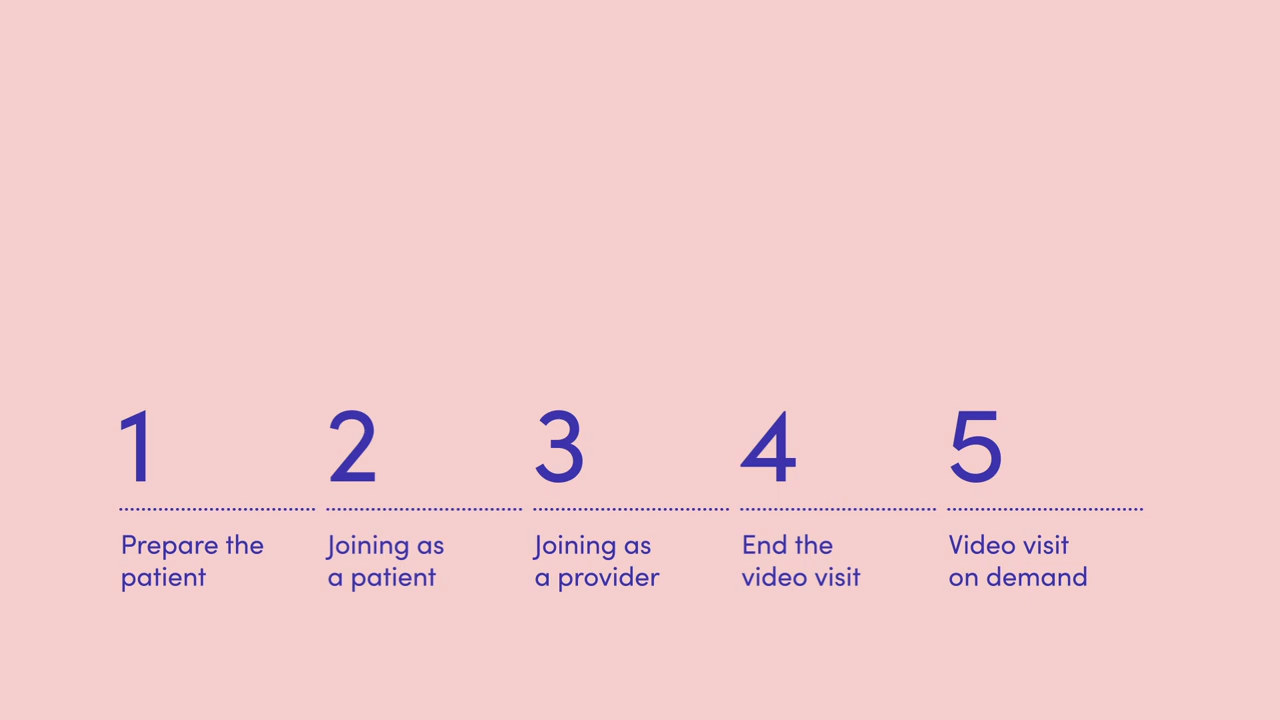 1
Prepare the
patient
2
Joining as
a patient
3
Joining as
a provider
4
End the
video visit
5
Video visit
on demand